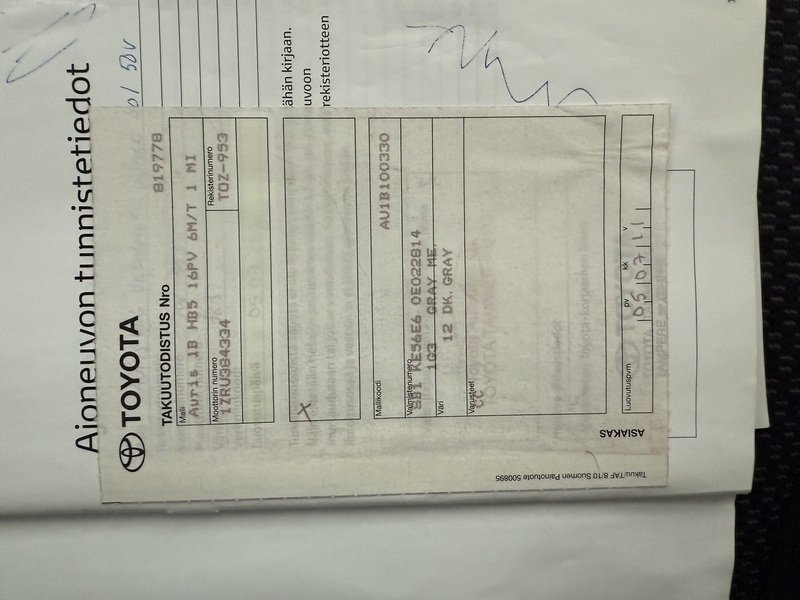 Ajoneuvon tunnistetiedot
ähän kirjaan.
uvoon
rekisteriotteen
TOYOTA
TAKUUTODISTUS Nro
819778
Malli
Auris 1B HB5 16PV 6M/T 1 MI
Moottorin numero
1ZRU384334
Rekisterinumero
TOZ-953
X
Mallikoodi
AU1B100330
Valmistenumero
SB1 KE56E6 0E022814
1G3 GRAY ME.
Väri
12 DK. GRAY
Varusteet
CC
Luovutuspvm
pv kk v
05 07 11
ASIAKAS
Takuu/TAF 8/10 Suomen Painotuote 500895